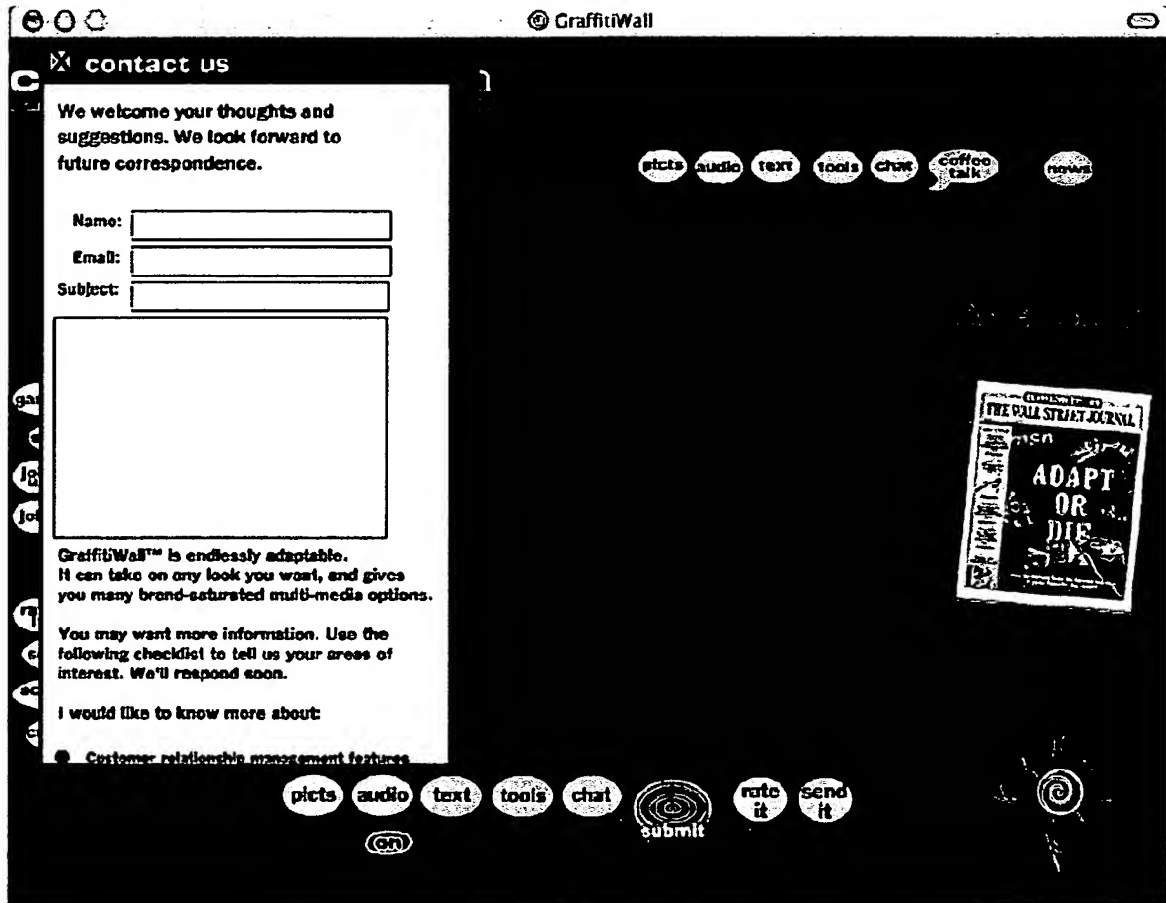 GraffitiWall
contact us
We welcome your thoughts and
suggestions. We look forward to
future correspondence.
Name:
Email:
Subject:
GraffitiWall™ is endlessly adaptable.
It can take on any look you want, and gives
you many brand-saturated multi-media options.
You may want more information. Use the
following checklist to tell us your areas of
interest. We'll respond soon.
I would like to know more about:
Customer relationship management features
picts audio text tools chat coffee talk news
THE WALL STREET JOURNAL
ADAPT
OR
DIE
picts audio text tools chat submit rate it send it
on